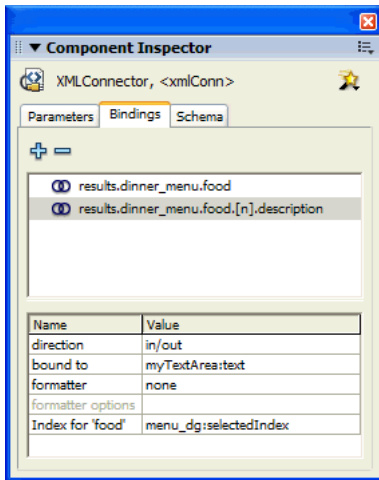 Component Inspector
XMLConnector, <xmlConn>
Parameters Bindings Schema
results.dinner_menu.food
results.dinner_menu.food.[n].description
Name Value
direction in/out
bound to myTextArea:text
formatter none
formatter options
Index for 'food' menu_dg:selectedIndex